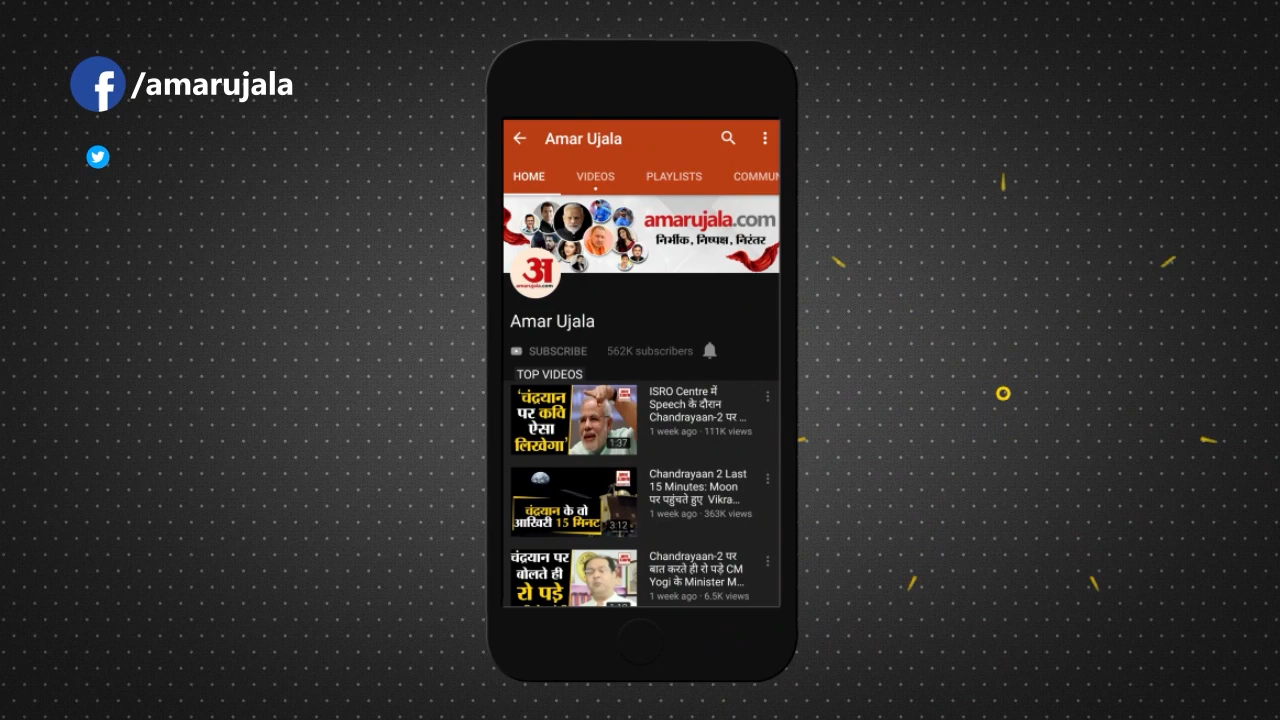 /amarujala
Amar Ujala
HOME VIDEOS PLAYLISTS COMMUN
amarujala.com
निर्भीक, निष्पक्ष, निरंतर
अ
amarujala.com
Amar Ujala
SUBSCRIBE 562K subscribers
TOP VIDEOS
'चंद्रयान
पर कवि
ऐसा
लिखेगा'
1:37
ISRO Centre में
Speech के दौरान
Chandrayaan-2 पर ...
1 week ago · 111K views
चंद्रयान के वो
आखिरी 15 मिनट
3:12
Chandrayaan 2 Last
15 Minutes: Moon
पर पहुंचते हुए Vikra...
1 week ago · 363K views
चंद्रयान पर
बोलते ही
रो पड़े
Chandrayaan-2 पर
बात करते ही रो पड़े CM
Yogi के Minister M...
1 week ago · 6.5K views